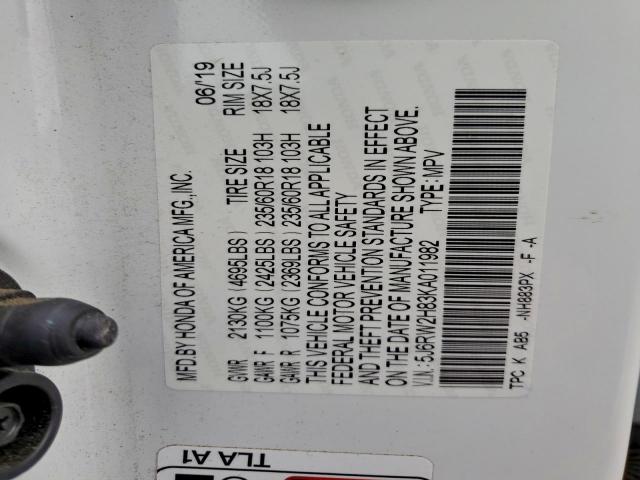 MFD.BY HONDA OF AMERICA MFG.,INC. 06/'19
GVWR 2130KG (4695LBS) TIRE SIZE RIM SIZE
GAWR F 1100KG (2425LBS) 235/60R18 103H 18X7.5J
GAWR R 1075KG (2369LBS) 235/60R18 103H 18X7.5J
THIS VEHICLE CONFORMS TO ALL APPLICABLE
FEDERAL MOTOR VEHICLE SAFETY
AND THEFT PREVENTION STANDARDS IN EFFECT
ON THE DATE OF MANUFACTURE SHOWN ABOVE.
V.I.N.: 5J6RW2H83KA011982 TYPE: MPV
TPC K AB5 -NH883PX -F -A
TLA A1